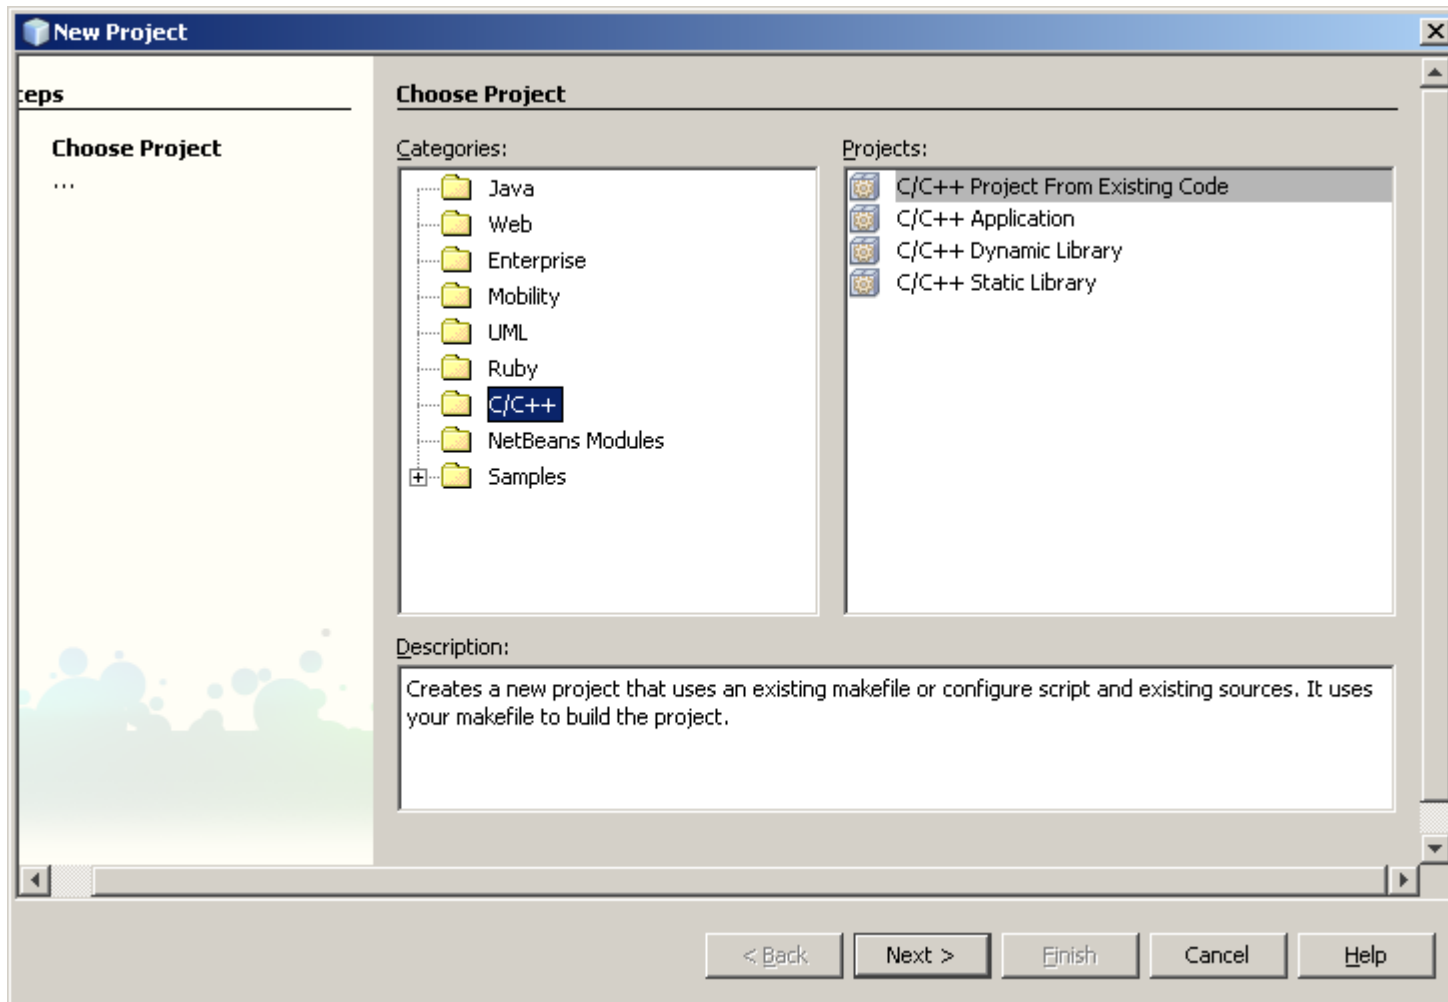 New Project
teps
Choose Project
Choose Project
...
Categories:
Projects:
Java
Web
Enterprise
Mobility
UML
Ruby
C/C++
NetBeans Modules
Samples
C/C++ Project From Existing Code
C/C++ Application
C/C++ Dynamic Library
C/C++ Static Library
Description:
Creates a new project that uses an existing makefile or configure script and existing sources. It uses
your makefile to build the project.
< Back
Next >
Finish
Cancel
Help